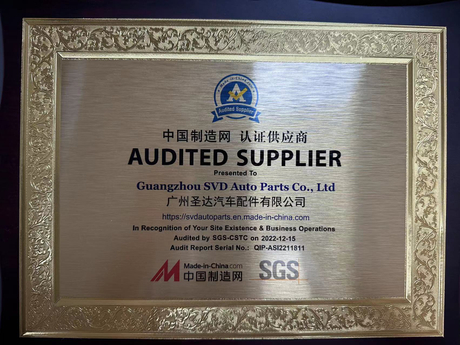 Audited Supplier
中国制造网 认证供应商
AUDITED SUPPLIER
Presented To
Guangzhou SVD Auto Parts Co., Ltd
广州圣达汽车配件有限公司
https://svdautoparts.en.made-in-china.com/
In Recognition of Your Site Existence & Business Operations
Audited by SGS-CSTC on 2022-12-15
Audit Report Serial No.: QIP-ASI2211811
Made-in-China.com
中国制造网
SGS